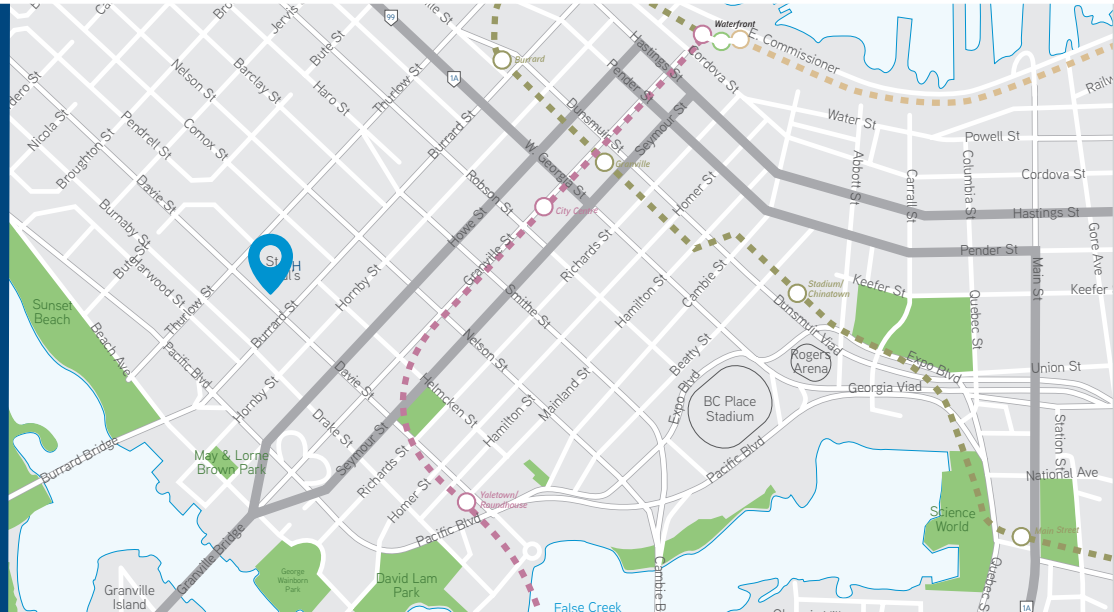 99
Jervis St
Bute St
Waterfront
E. Commissioner
Hastings St
Cordova St
Burrard
1A
Nelson St
Barclay St
Haro St
Thurlow St
Pender St
Nicola St
Broughton St
Pendrell St
Comox St
Burrard St
Dunsmuir St
Seymour St
Water St
Powell St
W. Georgia St
Granville
Davie St
Robson St
City Centre
Homer St
Abbott St
Carrall St
Columbia St
Cordova St
Hastings St
Burnaby St
Bute St
Harwood St
Howe St
Granville St
Richards St
Pender St
Gore Ave
Thurlow St
Burrard St
Hornby St
Smithe St
Hamilton St
Cambie St
Stadium/
Chinatown
Keefer St
Main St
Keefer
Sunset
Beach
Beach Ave
Pacific Blvd
Nelson St
Dunsmuir Viad
Quebec St
Beatty St
Rogers
Arena
Expo Blvd
Union St
Hornby St
Davie St
Helmcken St
Mainland St
Hamilton St
Expo Blvd
BC Place
Stadium
Georgia Viad
Drake St
Seymour St
Burrard Bridge
May & Lorne
Brown Park
Richards St
Homer St
Pacific Blvd
Station St
National Ave
Yaletown/
Roundhouse
Pacific Blvd
Science
World
Main Street
Granville Bridge
George
Wainborn
Park
David Lam
Park
Granville
Island
False Creek
Cambie B
Quebec S
1A